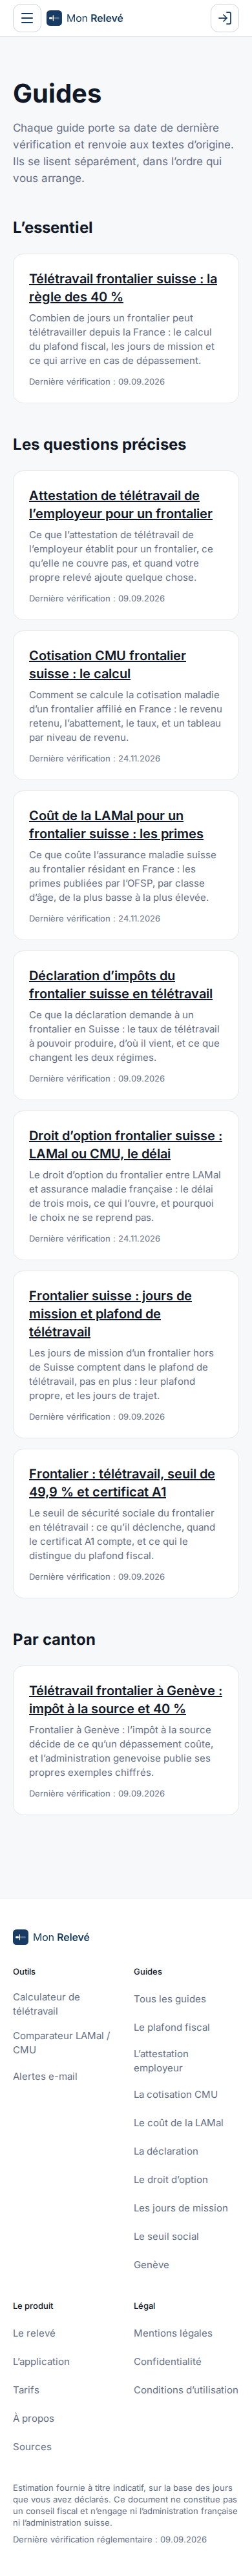 Mon Relevé
Guides
Chaque guide porte sa date de dernière
vérification et renvoie aux textes d’origine.
Ils se lisent séparément, dans l’ordre qui
vous arrange.
L’essentiel
Télétravail frontalier suisse : la
règle des 40 %
Combien de jours un frontalier peut
télétravailler depuis la France : le calcul
du plafond fiscal, les jours de mission et
ce qui arrive en cas de dépassement.
Dernière vérification : 09.09.2026
Les questions précises
Attestation de télétravail de
l’employeur pour un frontalier
Ce que l’attestation de télétravail de
l’employeur établit pour un frontalier, ce
qu’elle ne couvre pas, et quand votre
propre relevé ajoute quelque chose.
Dernière vérification : 09.09.2026
Cotisation CMU frontalier
suisse : le calcul
Comment se calcule la cotisation maladie
d’un frontalier affilié en France : le revenu
retenu, l’abattement, le taux, et un tableau
par niveau de revenu.
Dernière vérification : 24.11.2026
Coût de la LAMal pour un
frontalier suisse : les primes
Ce que coûte l’assurance maladie suisse
au frontalier résidant en France : les
primes publiées par l’OFSP, par classe
d’âge, de la plus basse à la plus élevée.
Dernière vérification : 24.11.2026
Déclaration d’impôts du
frontalier suisse en télétravail
Ce que la déclaration demande à un
frontalier en Suisse : le taux de télétravail
à pouvoir produire, d’où il vient, et ce que
changent les deux régimes.
Dernière vérification : 09.09.2026
Droit d’option frontalier suisse :
LAMal ou CMU, le délai
Le droit d’option du frontalier entre LAMal
et assurance maladie française : le délai
de trois mois, ce qui l’ouvre, et pourquoi
le choix ne se reprend pas.
Dernière vérification : 24.11.2026
Frontalier suisse : jours de
mission et plafond de
télétravail
Les jours de mission d’un frontalier hors
de Suisse comptent dans le plafond de
télétravail, pas en plus : leur plafond
propre, et les jours de trajet.
Dernière vérification : 09.09.2026
Frontalier : télétravail, seuil de
49,9 % et certificat A1
Le seuil de sécurité sociale du frontalier
en télétravail : ce qu’il déclenche, quand
le certificat A1 compte, et ce qui le
distingue du plafond fiscal.
Dernière vérification : 09.09.2026
Par canton
Télétravail frontalier à Genève :
impôt à la source et 40 %
Frontalier à Genève : l’impôt à la source
décide de ce qu’un dépassement coûte,
et l’administration genevoise publie ses
propres exemples chiffrés.
Dernière vérification : 09.09.2026
Mon Relevé
Outils
Calculateur de
télétravail
Comparateur LAMal /
CMU
Alertes e-mail
Guides
Tous les guides
Le plafond fiscal
L’attestation
employeur
La cotisation CMU
Le coût de la LAMal
La déclaration
Le droit d’option
Les jours de mission
Le seuil social
Genève
Le produit
Le relevé
L’application
Tarifs
À propos
Sources
Légal
Mentions légales
Confidentialité
Conditions d’utilisation
Estimation fournie à titre indicatif, sur la base des jours
que vous avez déclarés. Ce document ne constitue pas
un conseil fiscal et n’engage ni l’administration française
ni l’administration suisse.
Dernière vérification réglementaire : 09.09.2026